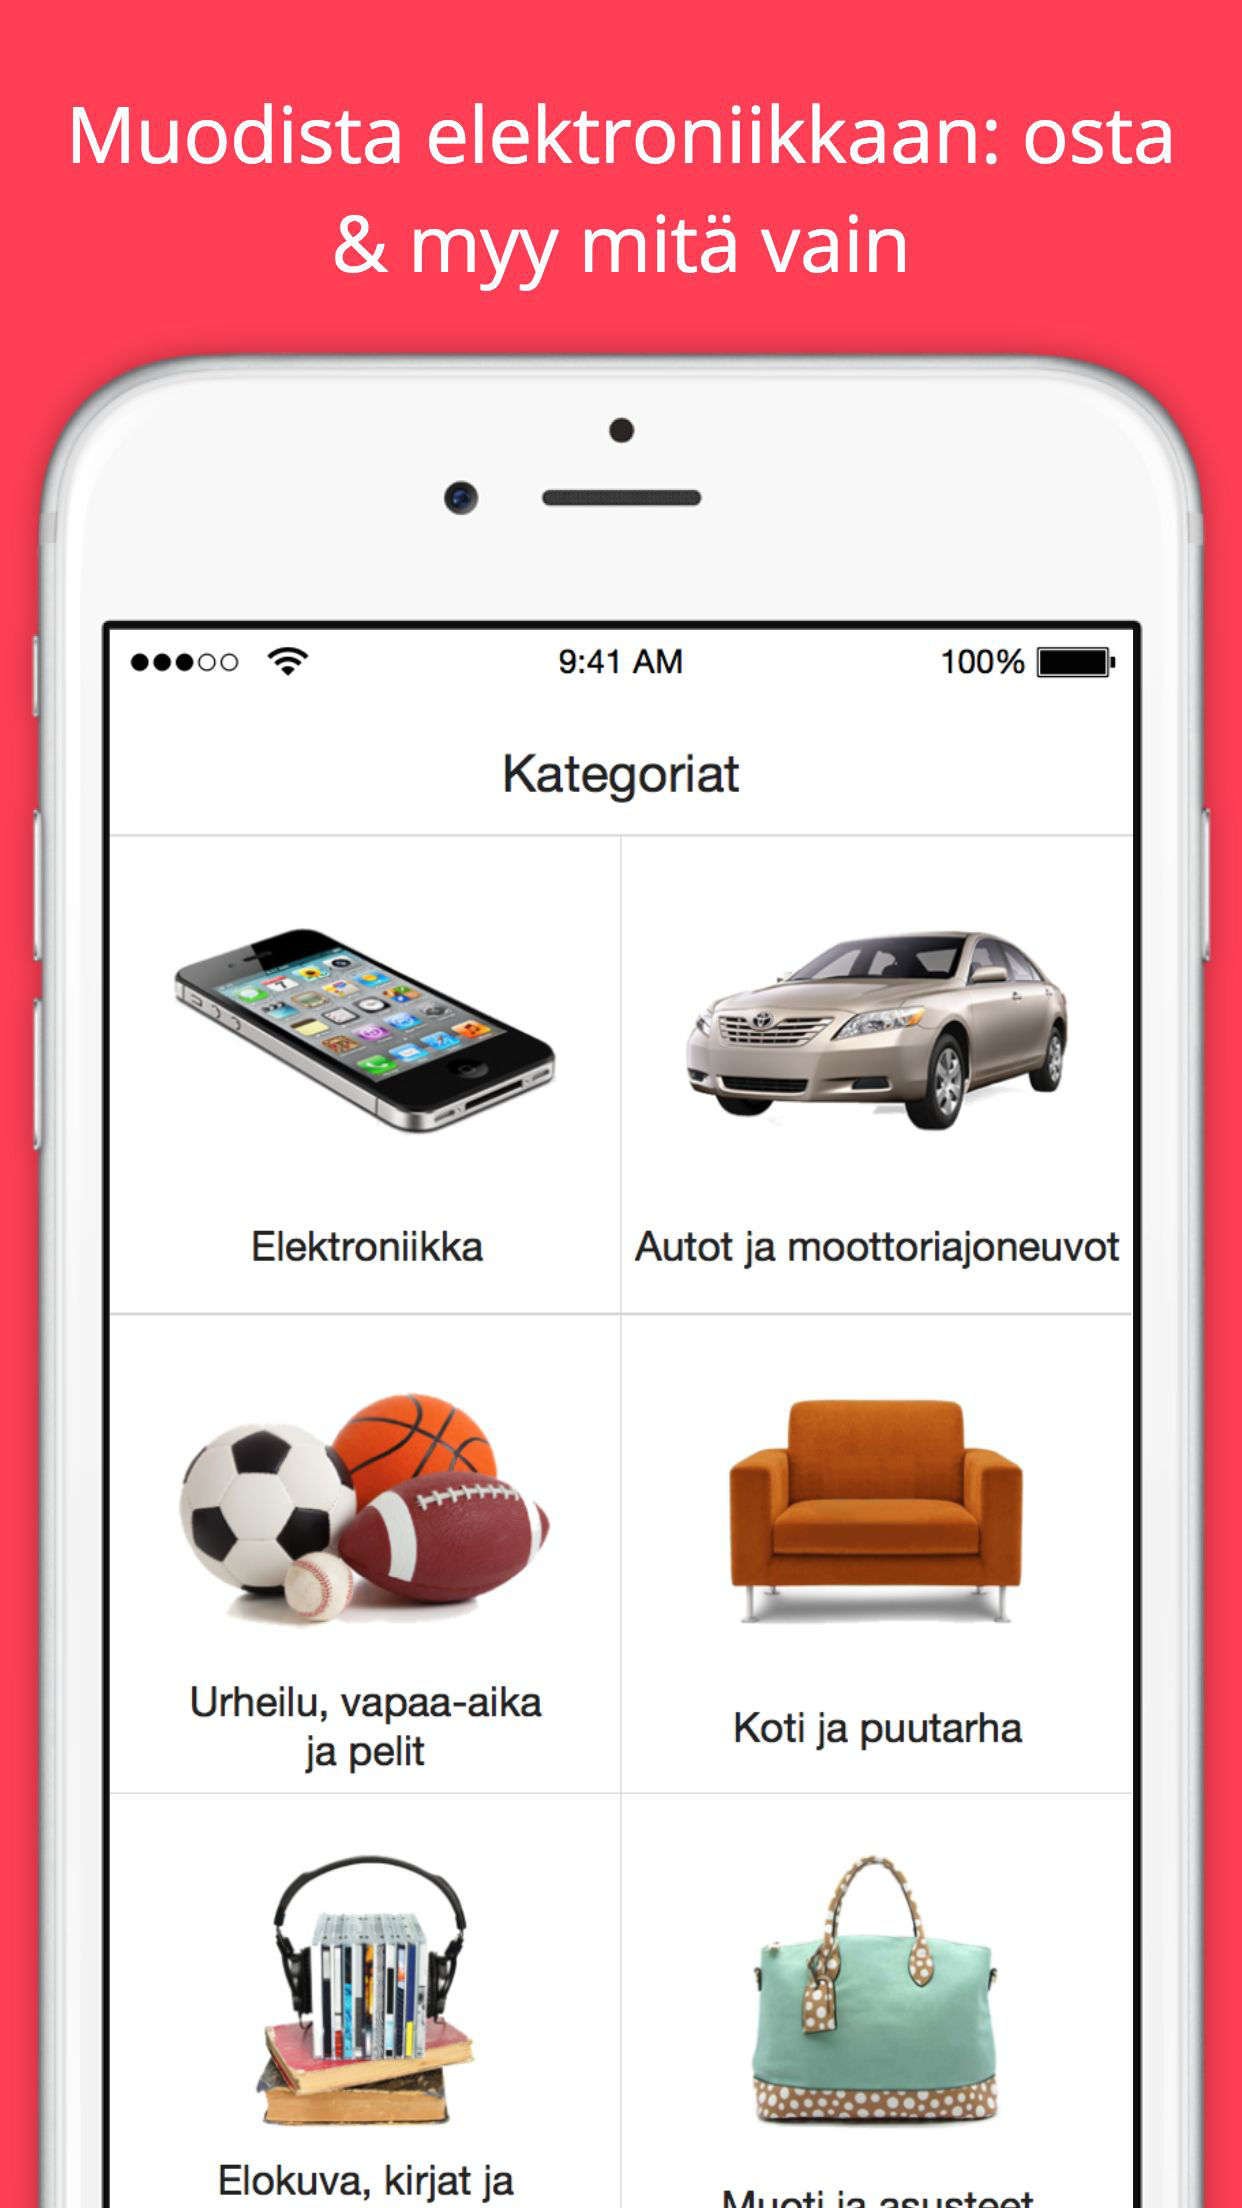 Muodista elektroniikkaan: osta
& myy mitä vain
9:41 AM
100%
Kategoriat
Elektroniikka
Autot ja moottoriajoneuvot
Urheilu, vapaa-aika
ja pelit
Koti ja puutarha
Elokuva, kirjat ja
Muoti ja asusteet